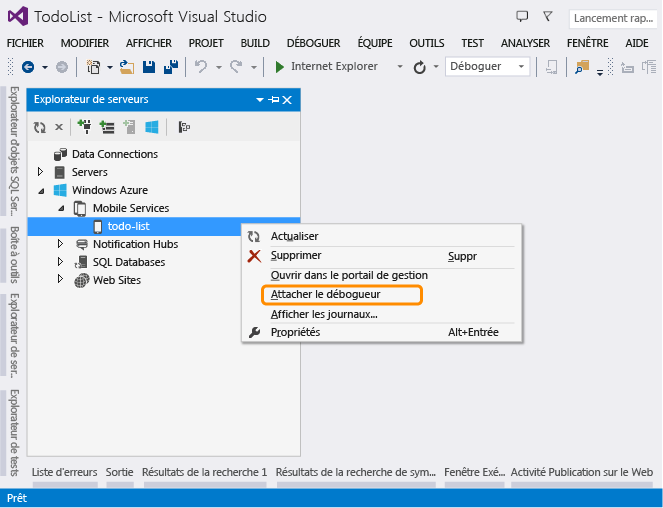 TodoList - Microsoft Visual Studio
Lancement rap...
FICHIER MODIFIER AFFICHER PROJET BUILD DÉBOGUER ÉQUIPE OUTILS TEST ANALYSER FENÊTRE AIDE
Internet Explorer Déboguer
Explorateur d'objets SQL Ser...
Boîte à outils
Explorateur de ser...
Explorateur de tests
Explorateur de serveurs
Data Connections
Servers
Windows Azure
Mobile Services
todo-list
Notification Hubs
SQL Databases
Web Sites
Actualiser
Supprimer Suppr
Ouvrir dans le portail de gestion
Attacher le débogueur
Afficher les journaux...
Propriétés Alt+Entrée
Liste d'erreurs Sortie Résultats de la recherche 1 Résultats de la recherche de sym... Fenêtre Exé... Activité Publication sur le Web
Prêt